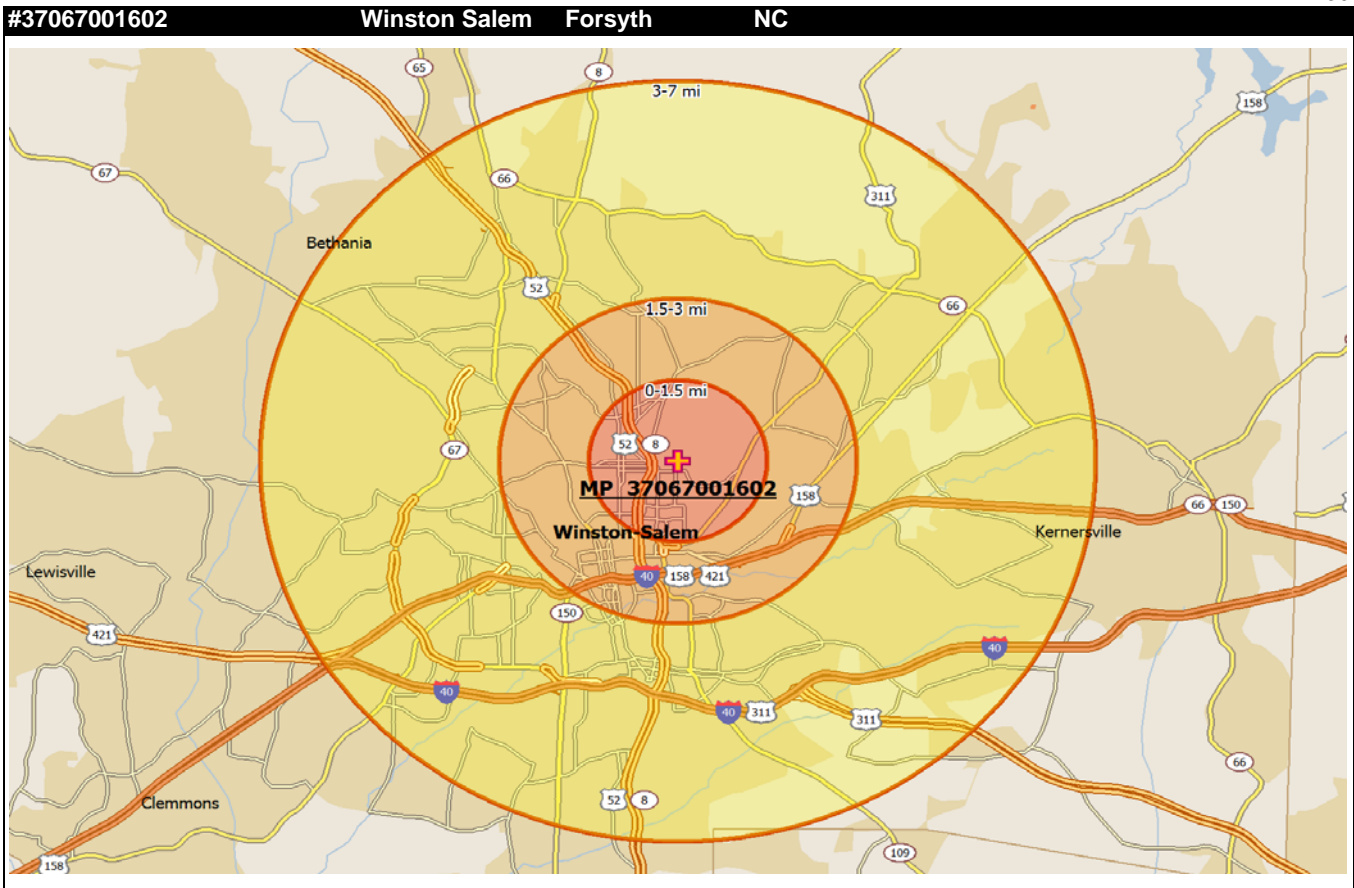 #37067001602 Winston Salem Forsyth NC
65
8
3-7 mi
158
67
66
311
Bethania
52
66
1.5-3 mi
0-1.5 mi
52 8
67
MP 37067001602
158
66 150
Winston-Salem
Kernersville
Lewisville
40 158 421
150
421
40
40
40 311
311
66
52 8
Clemmons
109
158